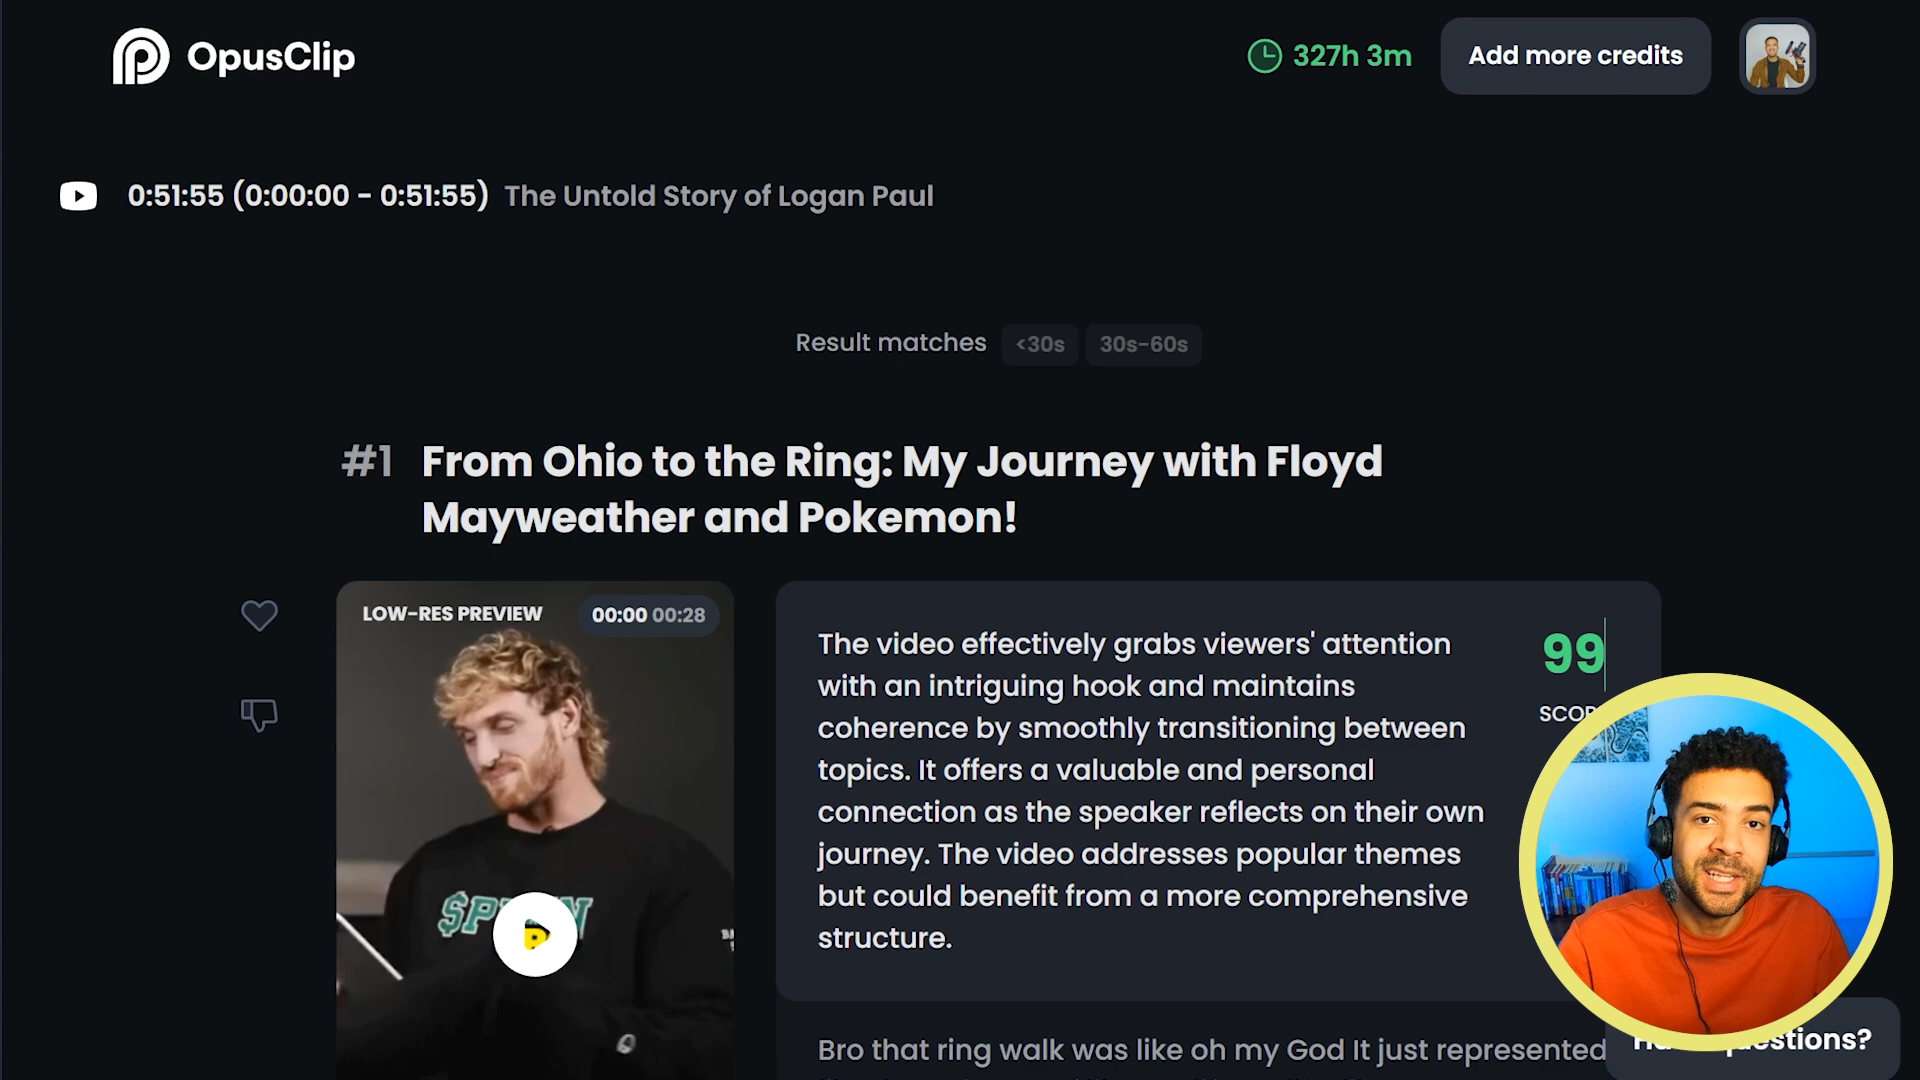 OpusClip
327h 3m
Add more credits
0:51:55 (0:00:00 - 0:51:55) The Untold Story of Logan Paul
Result matches <30s 30s-60s
#1 From Ohio to the Ring: My Journey with Floyd
Mayweather and Pokemon!
LOW-RES PREVIEW 00:00 00:28
The video effectively grabs viewers' attention
with an intriguing hook and maintains
coherence by smoothly transitioning between
topics. It offers a valuable and personal
connection as the speaker reflects on their own
journey. The video addresses popular themes
but could benefit from a more comprehensive
structure.
99
Bro that ring walk was like oh my God It just represented